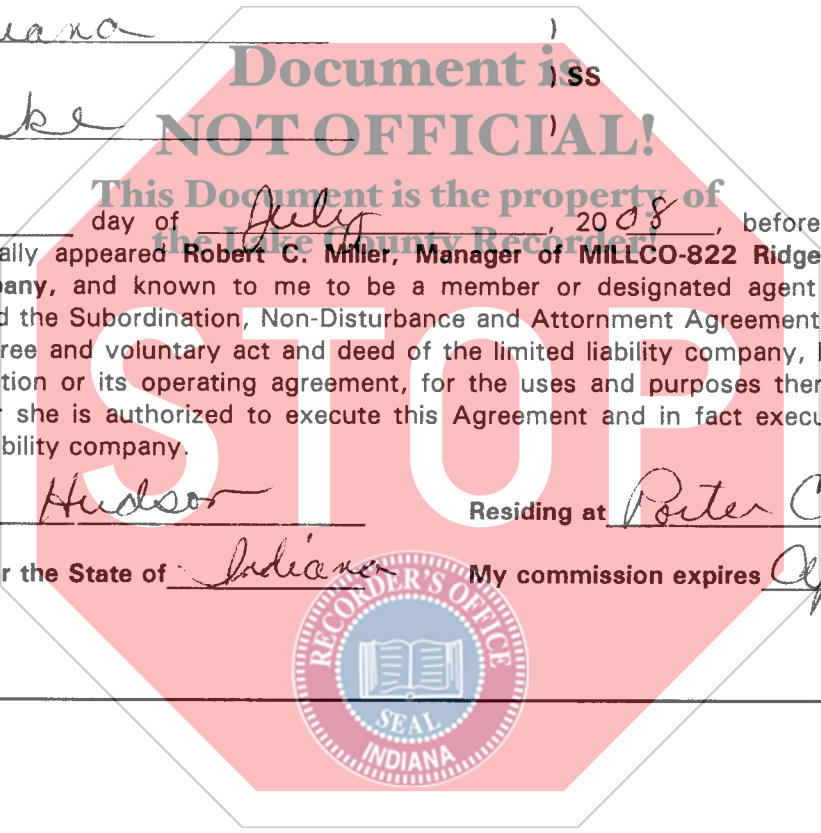 iana )
Document is
) SS
ke )
NOT OFFICIAL!
This Document is the property of
day of July, 2008, before
the Lake County Recorder!
ally appeared Robert C. Miller, Manager of MILLCO-822 Ridge
pany, and known to me to be a member or designated agent
d the Subordination, Non-Disturbance and Attornment Agreement
ree and voluntary act and deed of the limited liability company,
tion or its operating agreement, for the uses and purposes ther
r she is authorized to execute this Agreement and in fact execu
bility company.
STOP
Hudson Residing at Porter C
r the State of Indiana My commission expires Ap
RECORDER'S OFFICE
SEAL
INDIANA